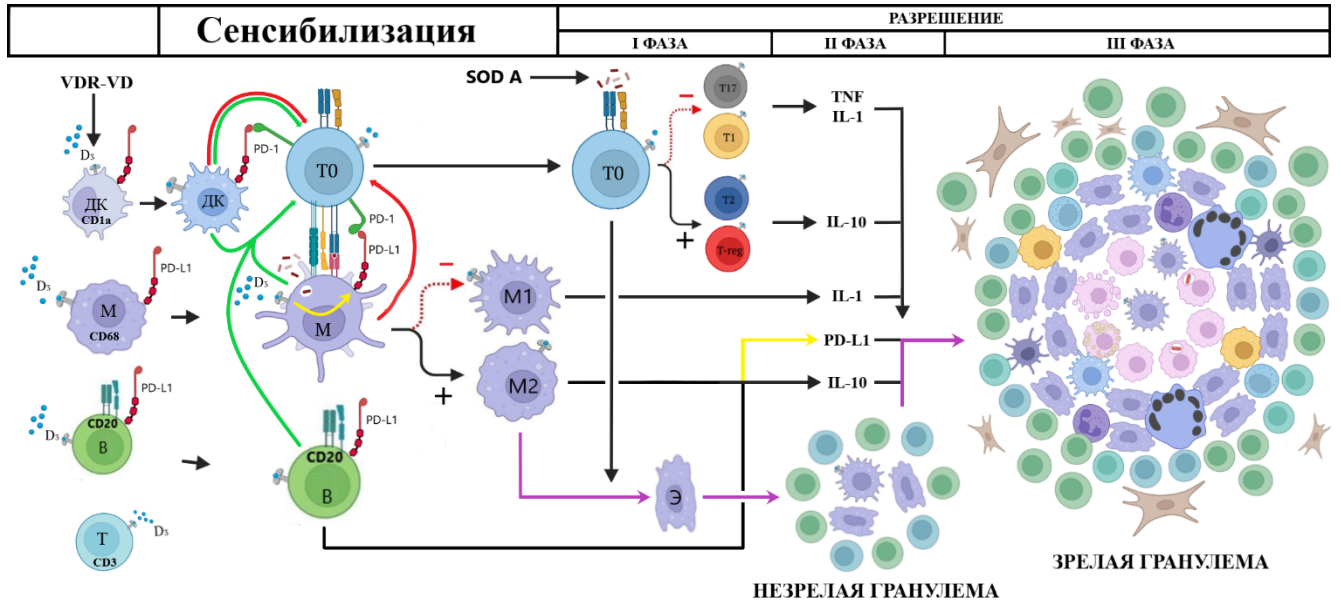 Сенсибилизация
РАЗРЕШЕНИЕ
I ФАЗА
II ФАЗА
III ФАЗА
VDR-VD
D₃
ДК
CD1a
ДК
PD-1
T0
PD-1
PD-L1
SOD A
T0
T17
T1
T2
T-reg
−
+
TNF
IL-1
IL-10
D₃
PD-L1
М
CD68
D₃
М
−
+
M1
M2
IL-1
PD-L1
IL-10
D₃
PD-L1
CD20
В
PD-L1
CD20
В
Т
CD3
D₃
Э
НЕЗРЕЛАЯ ГРАНУЛЕМА
ЗРЕЛАЯ ГРАНУЛЕМА